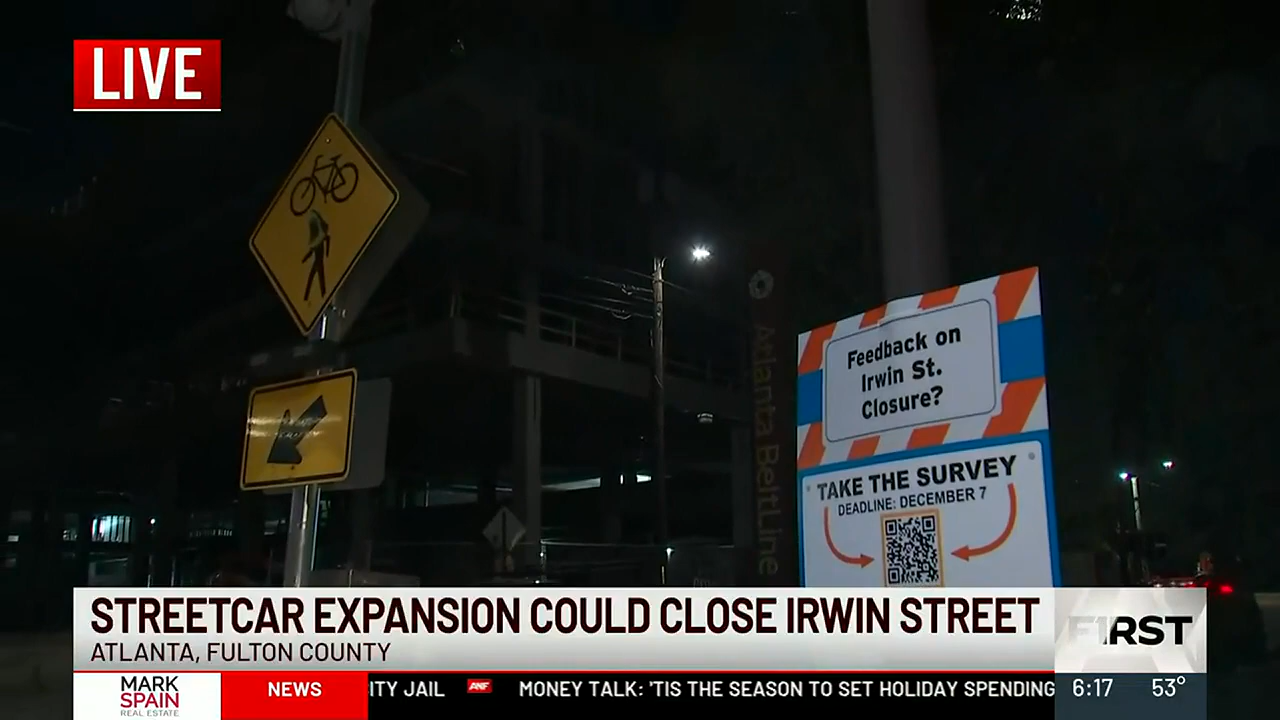 LIVE
Feedback on
Irwin St.
Closure?
TAKE THE SURVEY
DEADLINE: DECEMBER 7
Atlanta BeltLine
STREETCAR EXPANSION COULD CLOSE IRWIN STREET
ATLANTA, FULTON COUNTY
F1RST
MARK
SPAIN
REAL ESTATE
NEWS
ITY JAIL ANF MONEY TALK: 'TIS THE SEASON TO SET HOLIDAY SPENDING
6:17 53°